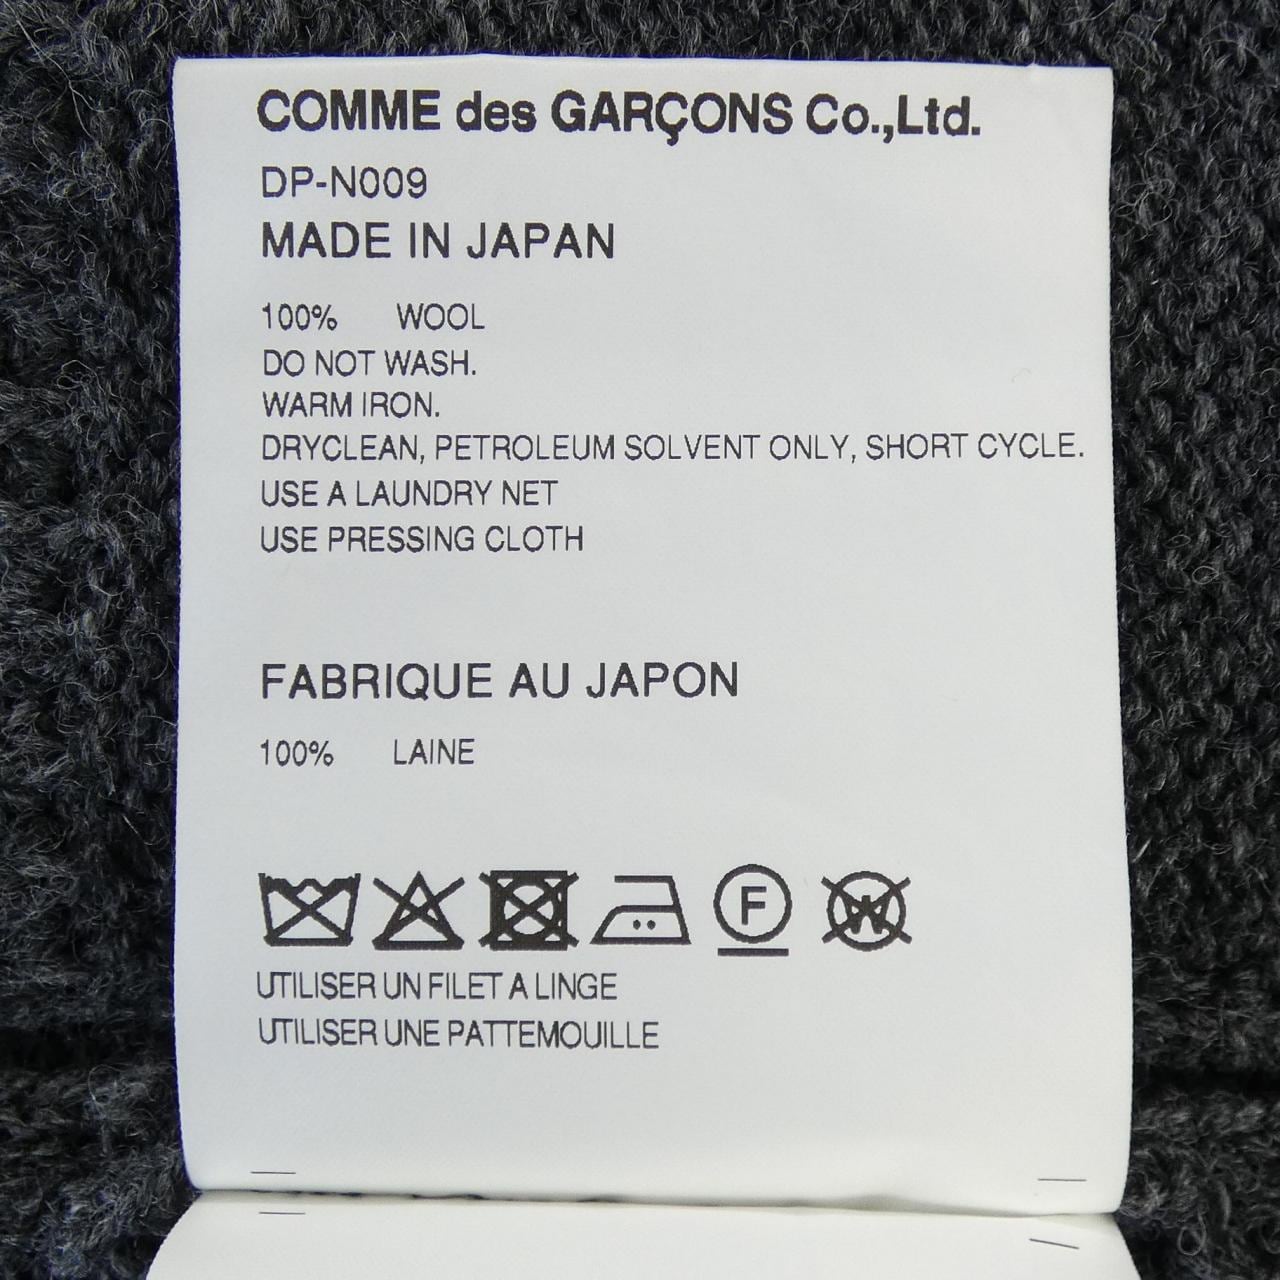 COMME des GARÇONS Co.,Ltd.
DP-N009
MADE IN JAPAN
100% WOOL
DO NOT WASH.
WARM IRON.
DRYCLEAN, PETROLEUM SOLVENT ONLY, SHORT CYCLE.
USE A LAUNDRY NET
USE PRESSING CLOTH
FABRIQUE AU JAPON
100% LAINE
F W
UTILISER UN FILET A LINGE
UTILISER UNE PATTEMOUILLE